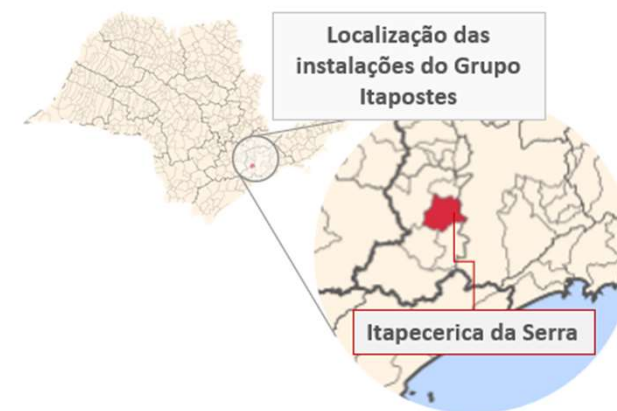 Localização das
instalações do Grupo
Itapostes
Itapecerica da Serra